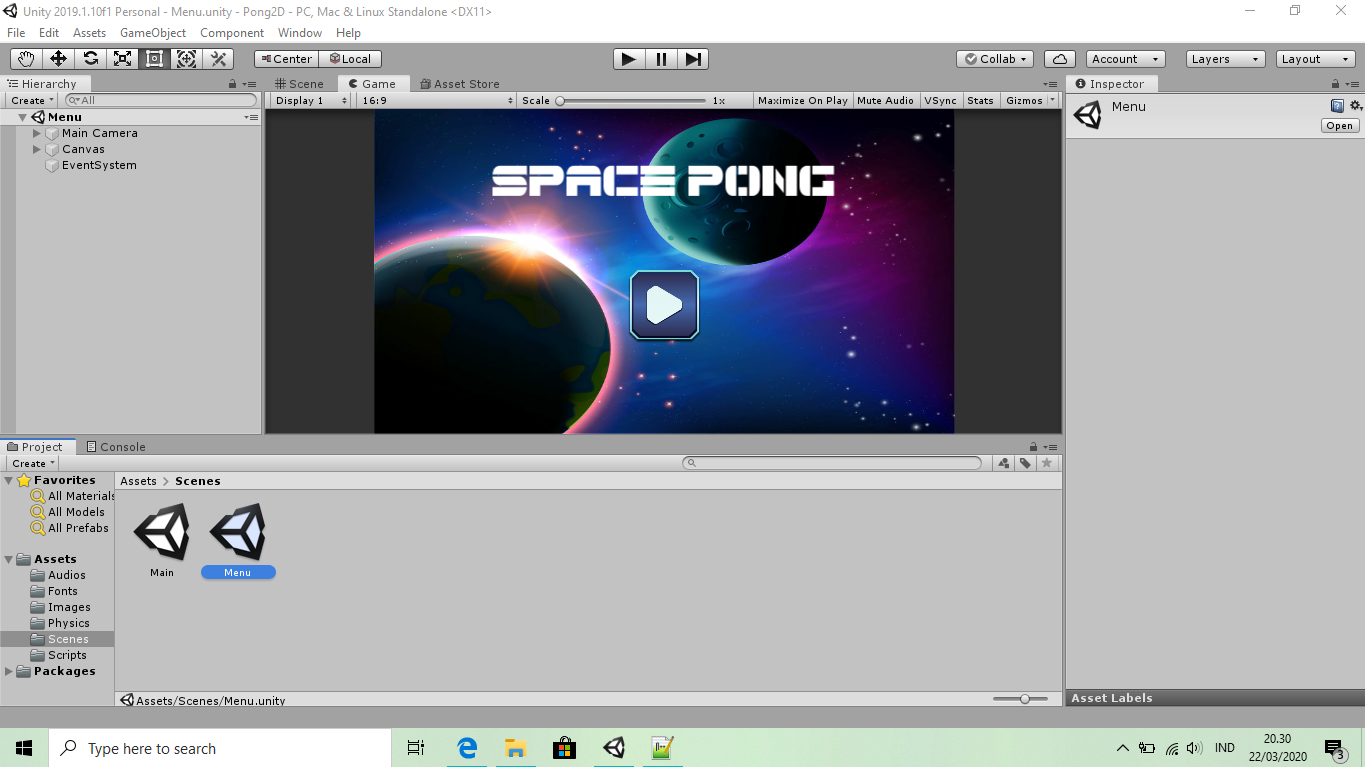 Unity 2019.1.10f1 Personal - Menu.unity - Pong2D - PC, Mac & Linux Standalone <DX11>
File Edit Assets GameObject Component Window Help
Center Local Collab Account Layers Layout
Hierarchy
Create All
Menu
Main Camera
Canvas
EventSystem
Scene Game Asset Store
Display 1 16:9 Scale 1x Maximize On Play Mute Audio VSync Stats Gizmos
SPACE PONG
Inspector
Menu
Open
Project Console
Create
Favorites
All Materials
All Models
All Prefabs
Assets
Audios
Fonts
Images
Physics
Scenes
Scripts
Packages
Assets > Scenes
Main Menu
Assets/Scenes/Menu.unity
Asset Labels
Type here to search
IND
20.30
22/03/2020
3